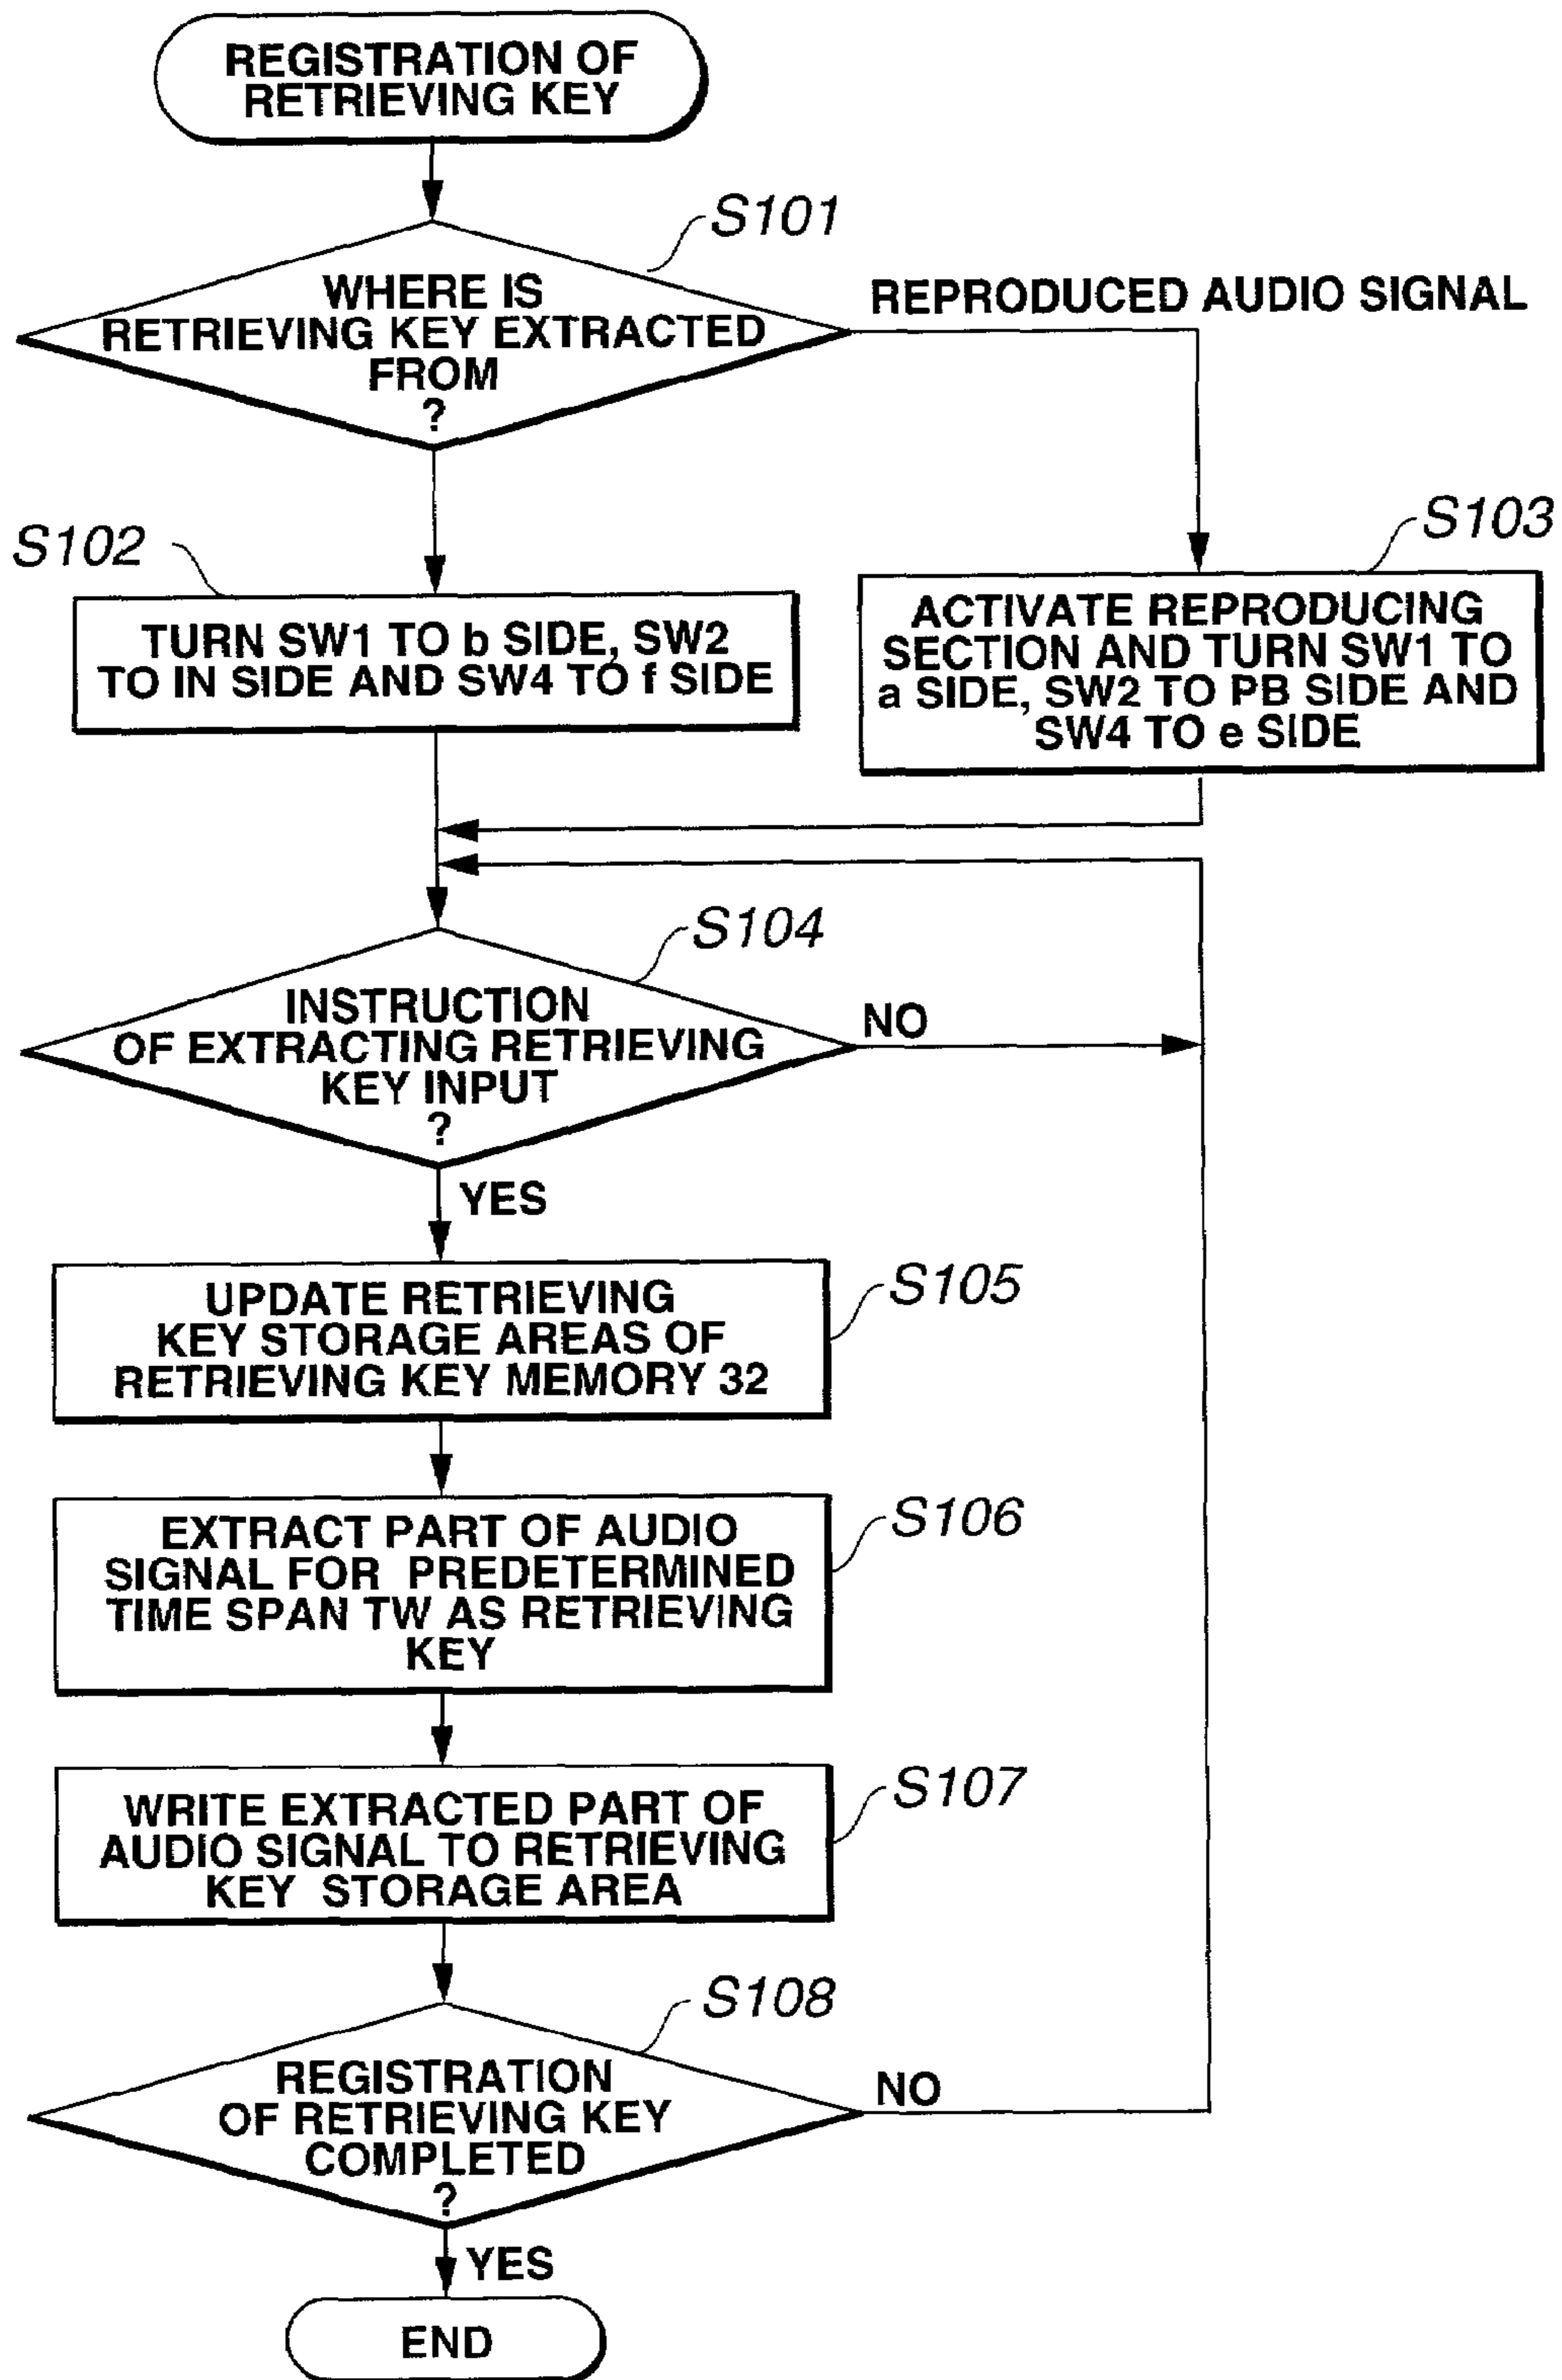 REGISTRATION OF
RETRIEVING KEY
S101
WHERE IS
RETRIEVING KEY EXTRACTED
FROM
?
REPRODUCED AUDIO SIGNAL
S102
TURN SW1 TO b SIDE, SW2
TO IN SIDE AND SW4 TO f SIDE
S103
ACTIVATE REPRODUCING
SECTION AND TURN SW1 TO
a SIDE, SW2 TO PB SIDE AND
SW4 TO e SIDE
S104
INSTRUCTION
OF EXTRACTING RETRIEVING
KEY INPUT
?
NO
YES
S105
UPDATE RETRIEVING
KEY STORAGE AREAS OF
RETRIEVING KEY MEMORY 32
S106
EXTRACT PART OF AUDIO
SIGNAL FOR PREDETERMINED
TIME SPAN TW AS RETRIEVING
KEY
S107
WRITE EXTRACTED PART OF
AUDIO SIGNAL TO RETRIEVING
KEY STORAGE AREA
S108
REGISTRATION
OF RETRIEVING KEY
COMPLETED
?
NO
YES
END